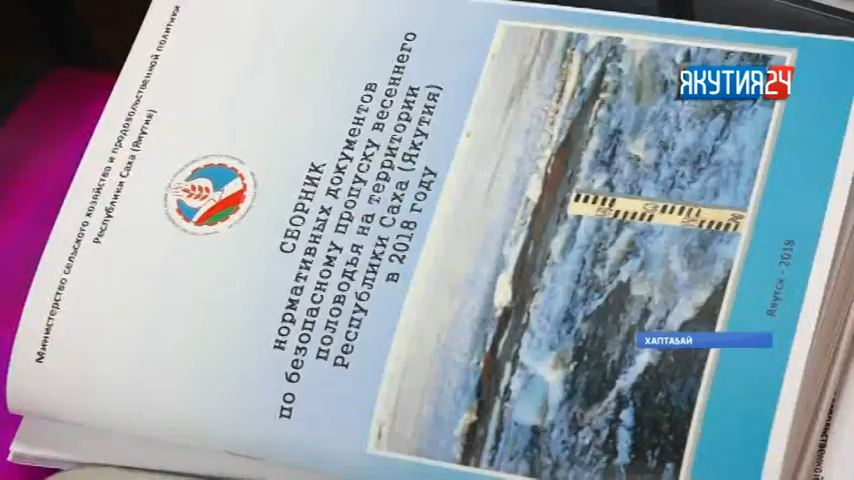 Министерство сельского хозяйства и продовольственной политики
Республики Саха (Якутия)
СБОРНИК
нормативных документов
по безопасному пропуску весеннего
половодья на территории
Республики Саха (Якутия)
в 2018 году
Якутск - 2018
ЯКУТИЯ24
ХАПТАҔАЙ